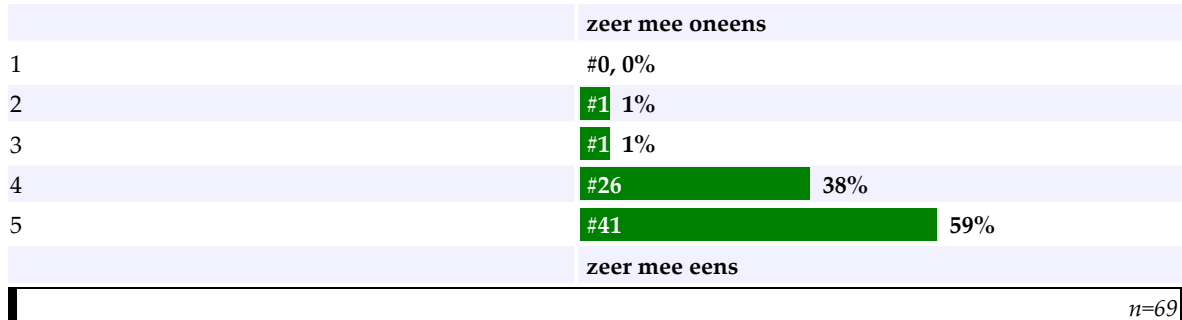 zeer mee oneens
1 #0, 0%
2 #1 1%
3 #1 1%
4 #26 38%
5 #41 59%
zeer mee eens
n=69